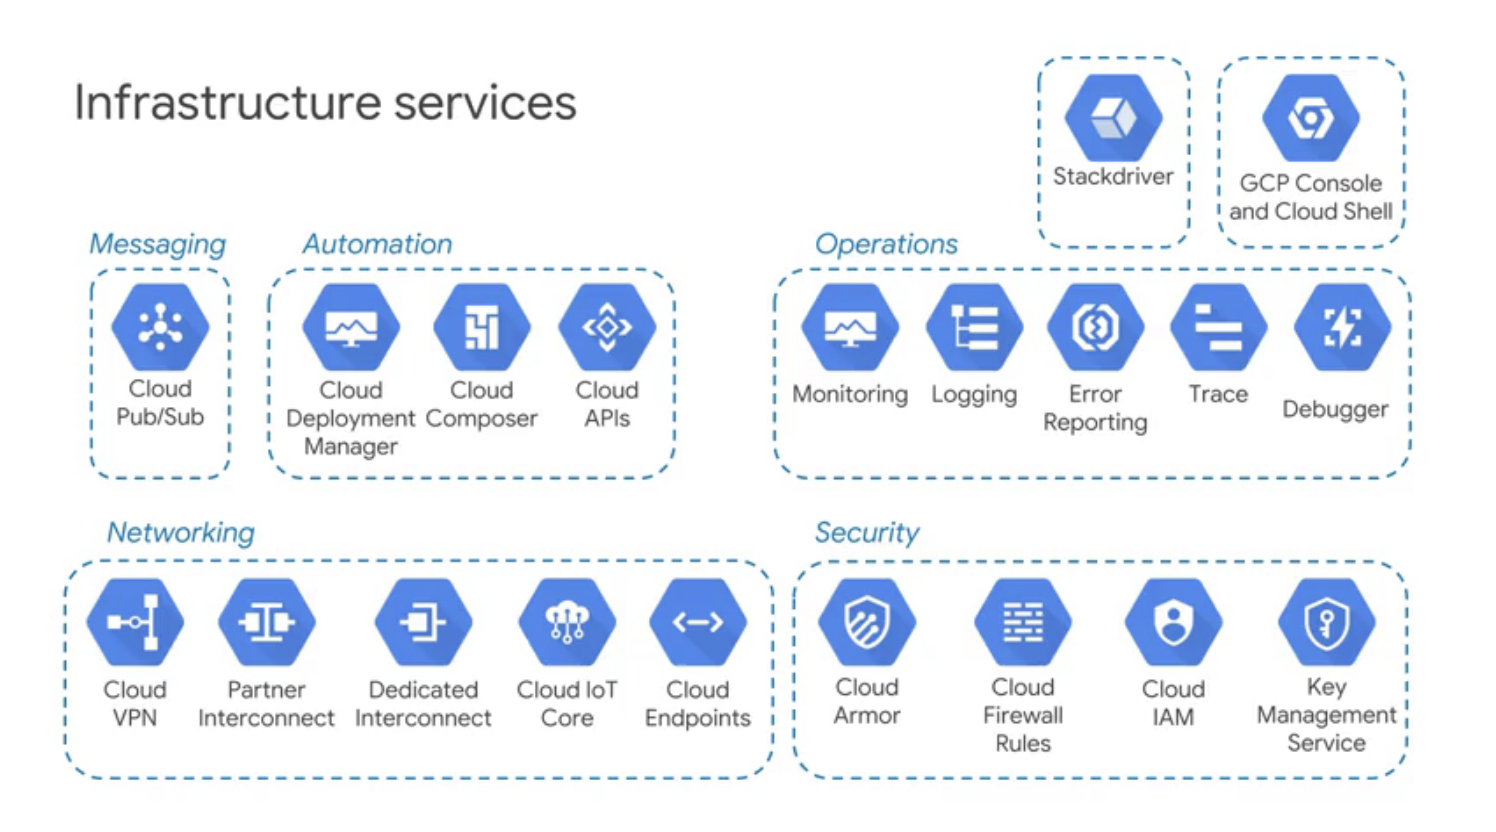 Infrastructure services
Stackdriver
GCP Console
and Cloud Shell
Messaging
Cloud
Pub/Sub
Automation
Cloud
Deployment
Manager
Cloud
Composer
Cloud
APIs
Operations
Monitoring
Logging
Error
Reporting
Trace
Debugger
Networking
Cloud
VPN
Partner
Interconnect
Dedicated
Interconnect
Cloud IoT
Core
Cloud
Endpoints
Security
Cloud
Armor
Cloud
Firewall
Rules
Cloud
IAM
Key
Management
Service